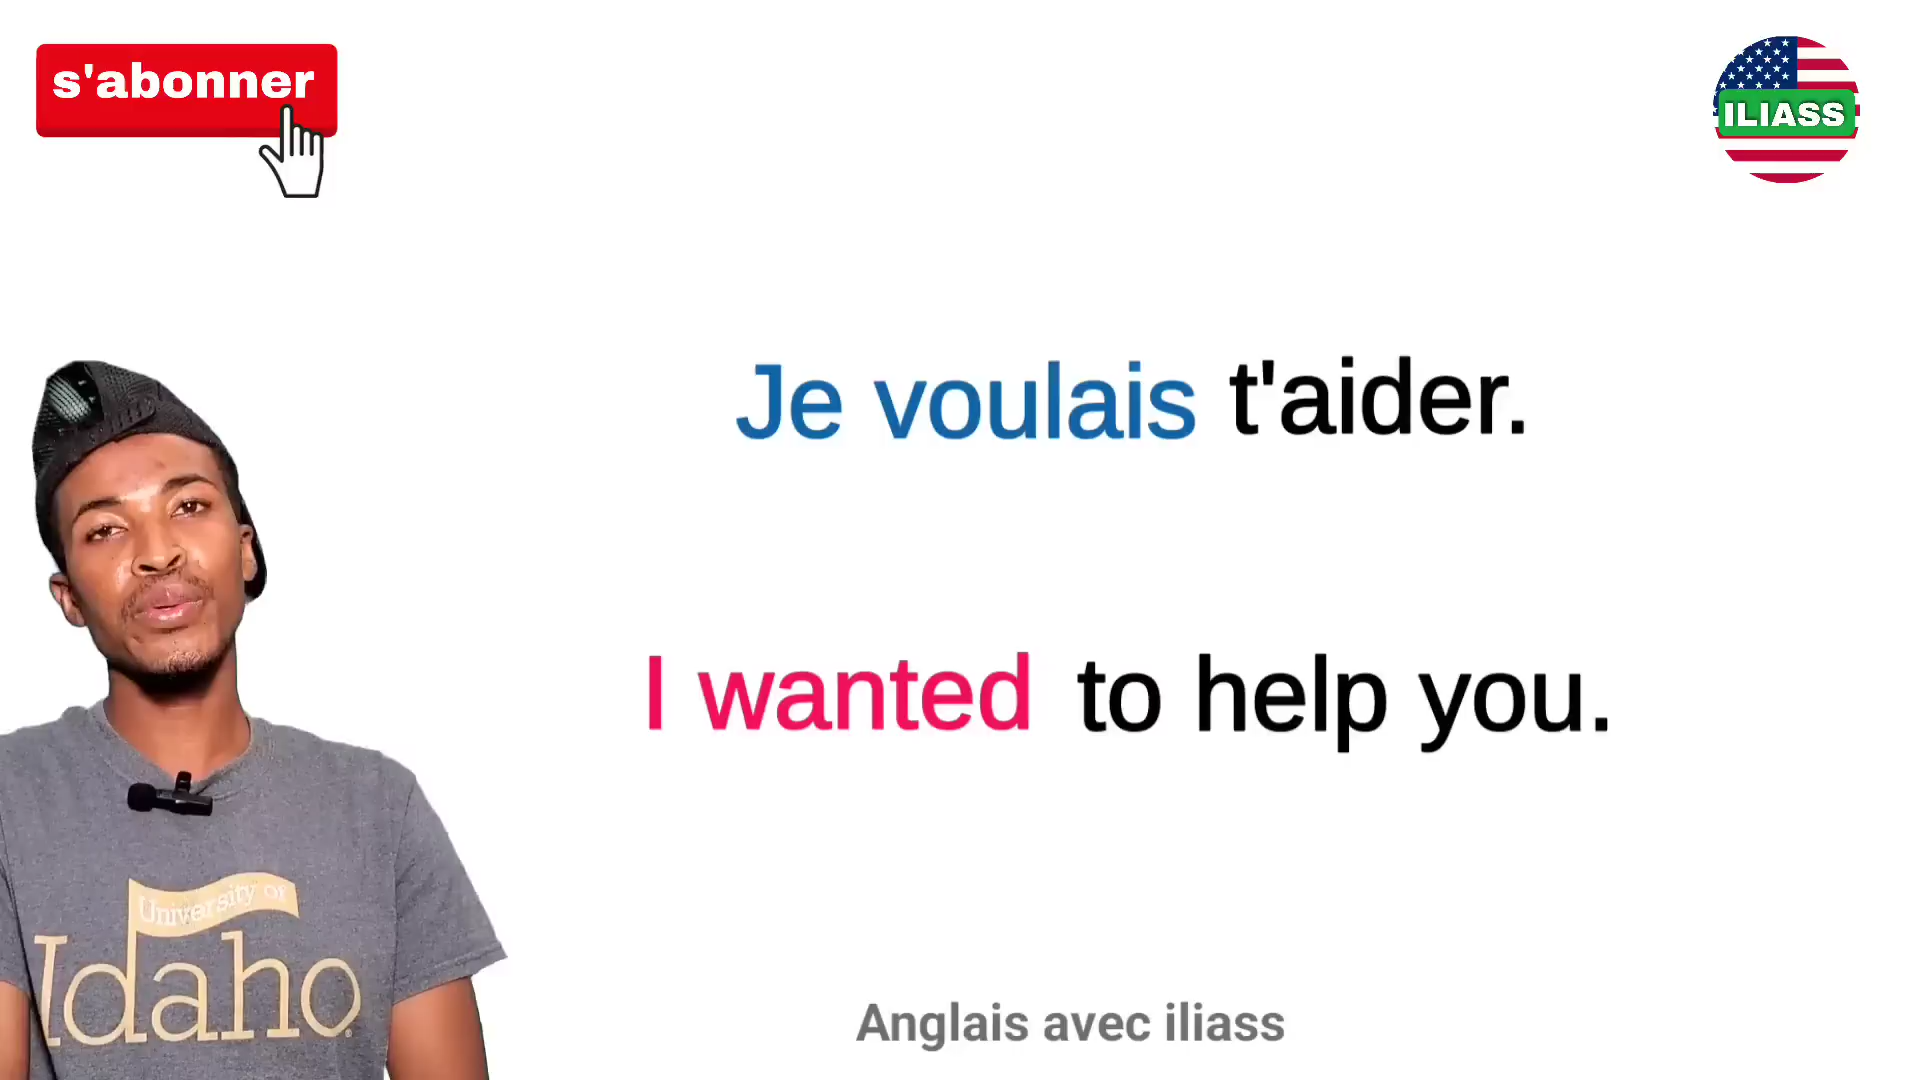 s'abonner
ILIASS
Je voulais t'aider.
I wanted to help you.
University of
Idaho
Anglais avec iliass